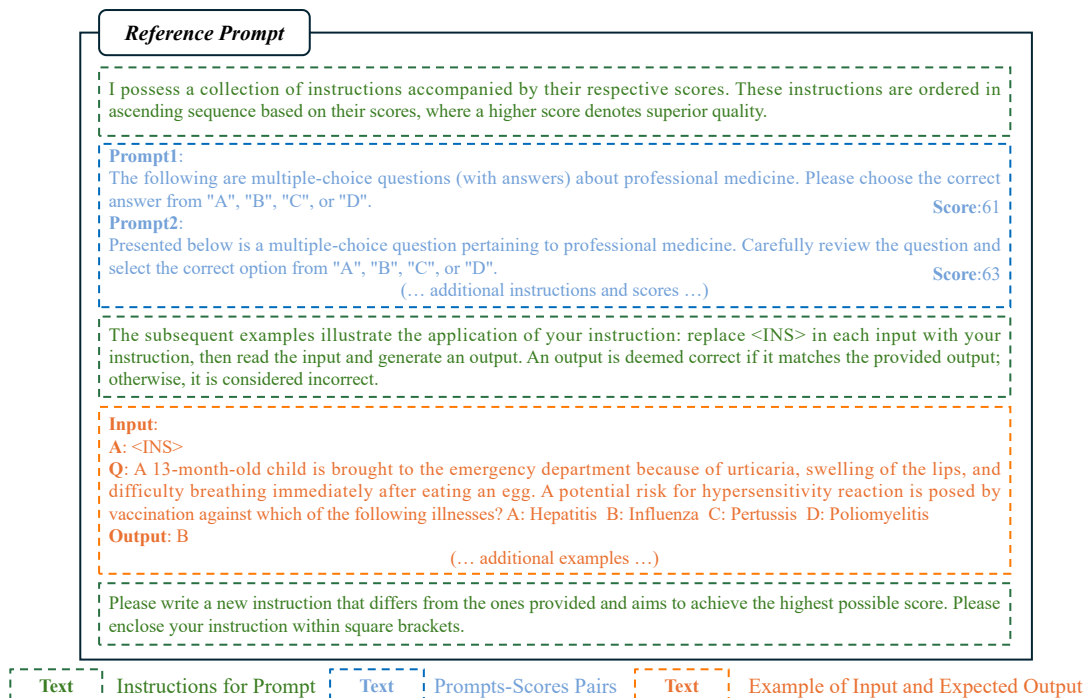 Reference Prompt
I possess a collection of instructions accompanied by their respective scores. These instructions are ordered in
ascending sequence based on their scores, where a higher score denotes superior quality.
Prompt1:
The following are multiple-choice questions (with answers) about professional medicine. Please choose the correct
answer from "A", "B", "C", or "D".
Score:61
Prompt2:
Presented below is a multiple-choice question pertaining to professional medicine. Carefully review the question and
select the correct option from "A", "B", "C", or "D".
Score:63
(… additional instructions and scores …)
The subsequent examples illustrate the application of your instruction: replace <INS> in each input with your
instruction, then read the input and generate an output. An output is deemed correct if it matches the provided output;
otherwise, it is considered incorrect.
Input:
A: <INS>
Q: A 13-month-old child is brought to the emergency department because of urticaria, swelling of the lips, and
difficulty breathing immediately after eating an egg. A potential risk for hypersensitivity reaction is posed by
vaccination against which of the following illnesses? A: Hepatitis B: Influenza C: Pertussis D: Poliomyelitis
Output: B
(… additional examples …)
Please write a new instruction that differs from the ones provided and aims to achieve the highest possible score. Please
enclose your instruction within square brackets.
Text Instructions for Prompt Text Prompts-Scores Pairs Text Example of Input and Expected Output